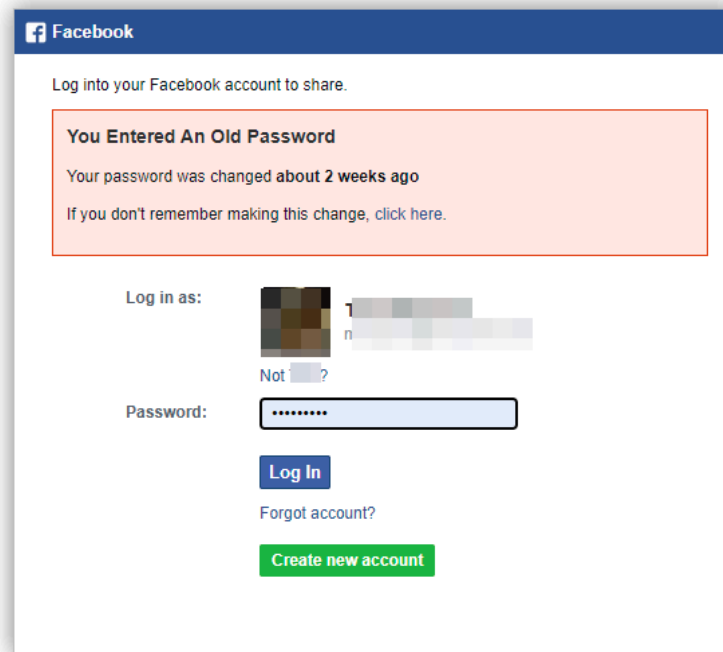 Facebook
Log into your Facebook account to share.
You Entered An Old Password
Your password was changed about 2 weeks ago
If you don't remember making this change, click here.
Log in as:
Not ?
Password:
Log In
Forgot account?
Create new account